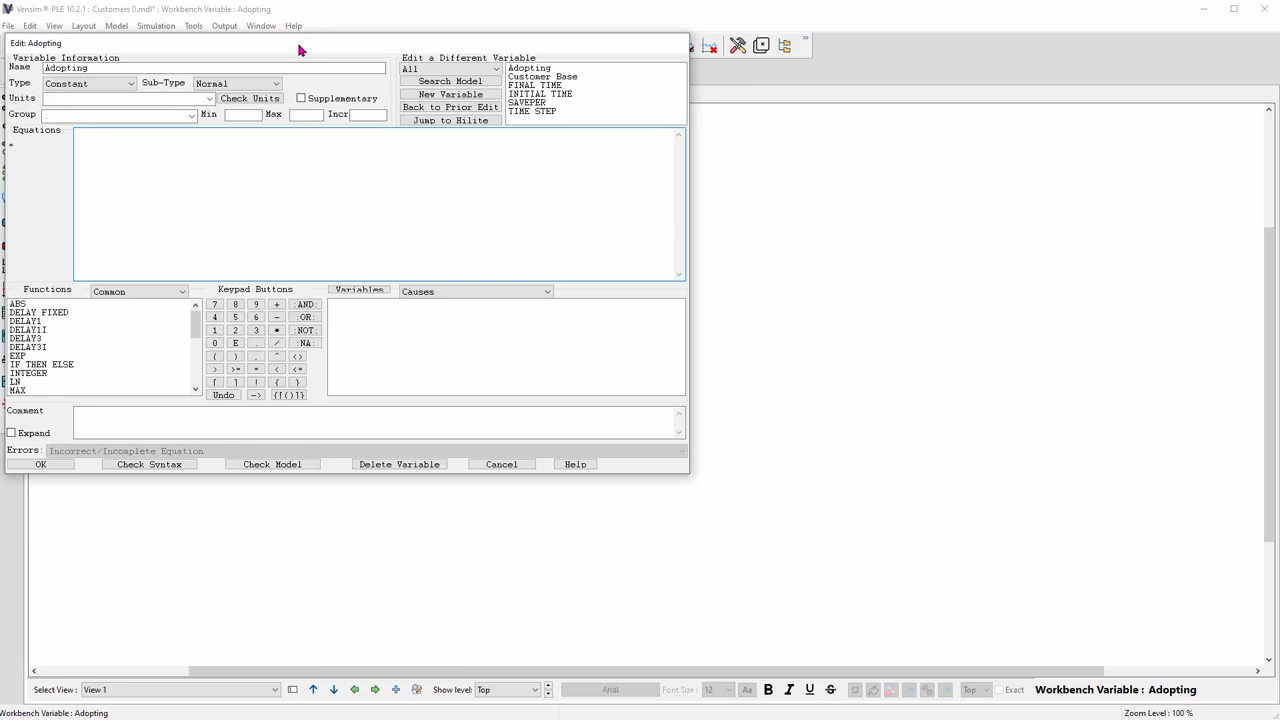 Vensim® PLE 10.2.1 : Customers 0.mdl* : Workbench Variable : Adopting
File Edit View Layout Model Simulation Tools Output Window Help
Edit: Adopting
Variable Information
Edit a Different Variable
Name Adopting
Type Constant Sub-Type Normal
Units Check Units Supplementary
Group . Min Max Incr
All
Search Model
New Variable
Back to Prior Edit
Jump to Hilite
Adopting
Customer Base
FINAL TIME
INITIAL TIME
SAVEPER
TIME STEP
Equations
=
Functions Common Keypad Buttons Variables Causes
ABS
DELAY FIXED
DELAY1
DELAY1I
DELAY3
DELAY3I
EXP
IF THEN ELSE
INTEGER
LN
MAX
7 8 9 + :AND:
4 5 6 - :OR:
1 2 3 * :NOT:
0 E . / :NA:
( ) , ^ <>
> >= = < <=
[ ] ! { }
Undo -> {[()]}
Comment
Expand
Errors: Incorrect/Incomplete Equation
OK Check Syntax Check Model Delete Variable Cancel Help
Select View : View 1 Show level: Top Arial Font Size : 12 Aa B I U S Top Exact Workbench Variable : Adopting
Workbench Variable : Adopting Zoom Level : 100 %